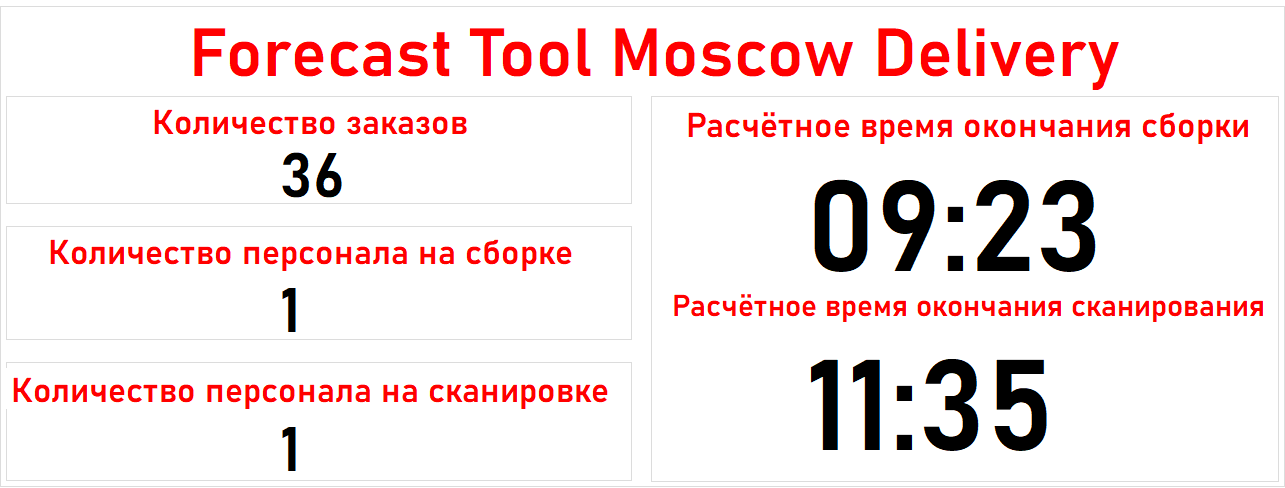 Forecast Tool Moscow Delivery
Количество заказов
36
Количество персонала на сборке
1
Количество персонала на сканировке
1
Расчётное время окончания сборки
09:23
Расчётное время окончания сканирования
11:35